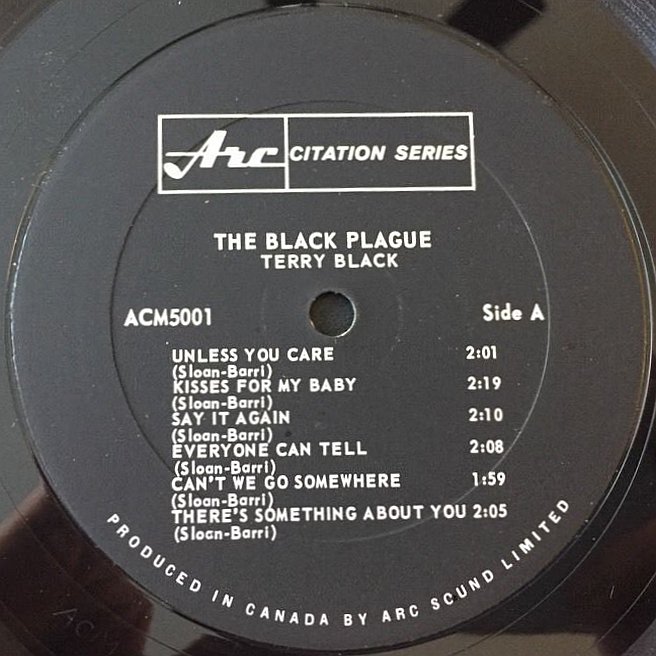 Arc CITATION SERIES
THE BLACK PLAGUE
TERRY BLACK
ACM5001 Side A
UNLESS YOU CARE 2:01
(Sloan-Barri)
KISSES FOR MY BABY 2:19
(Sloan-Barri)
SAY IT AGAIN 2:10
(Sloan-Barri)
EVERYONE CAN TELL 2:08
(Sloan-Barri)
CAN'T WE GO SOMEWHERE 1:59
(Sloan-Barri)
THERE'S SOMETHING ABOUT YOU 2:05
(Sloan-Barri)
PRODUCED IN CANADA BY ARC SOUND LIMITED